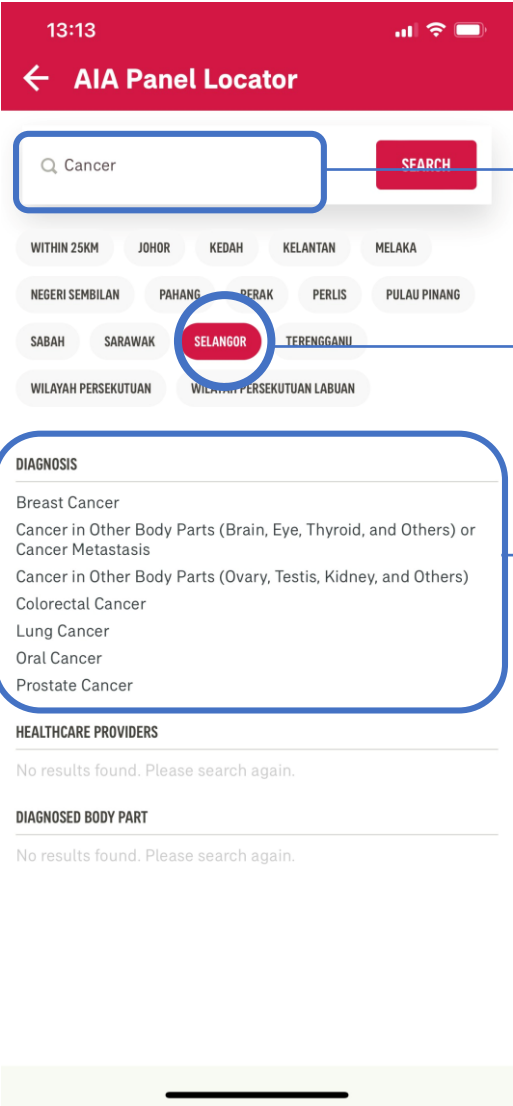 13:13
AIA Panel Locator
Cancer
SEARCH
WITHIN 25KM JOHOR KEDAH KELANTAN MELAKA
NEGERI SEMBILAN PAHANG PERAK PERLIS PULAU PINANG
SABAH SARAWAK SELANGOR TERENGGANU
WILAYAH PERSEKUTUAN WILAYAH PERSEKUTUAN LABUAN
DIAGNOSIS
Breast Cancer
Cancer in Other Body Parts (Brain, Eye, Thyroid, and Others) or
Cancer Metastasis
Cancer in Other Body Parts (Ovary, Testis, Kidney, and Others)
Colorectal Cancer
Lung Cancer
Oral Cancer
Prostate Cancer
HEALTHCARE PROVIDERS
No results found. Please search again.
DIAGNOSED BODY PART
No results found. Please search again.